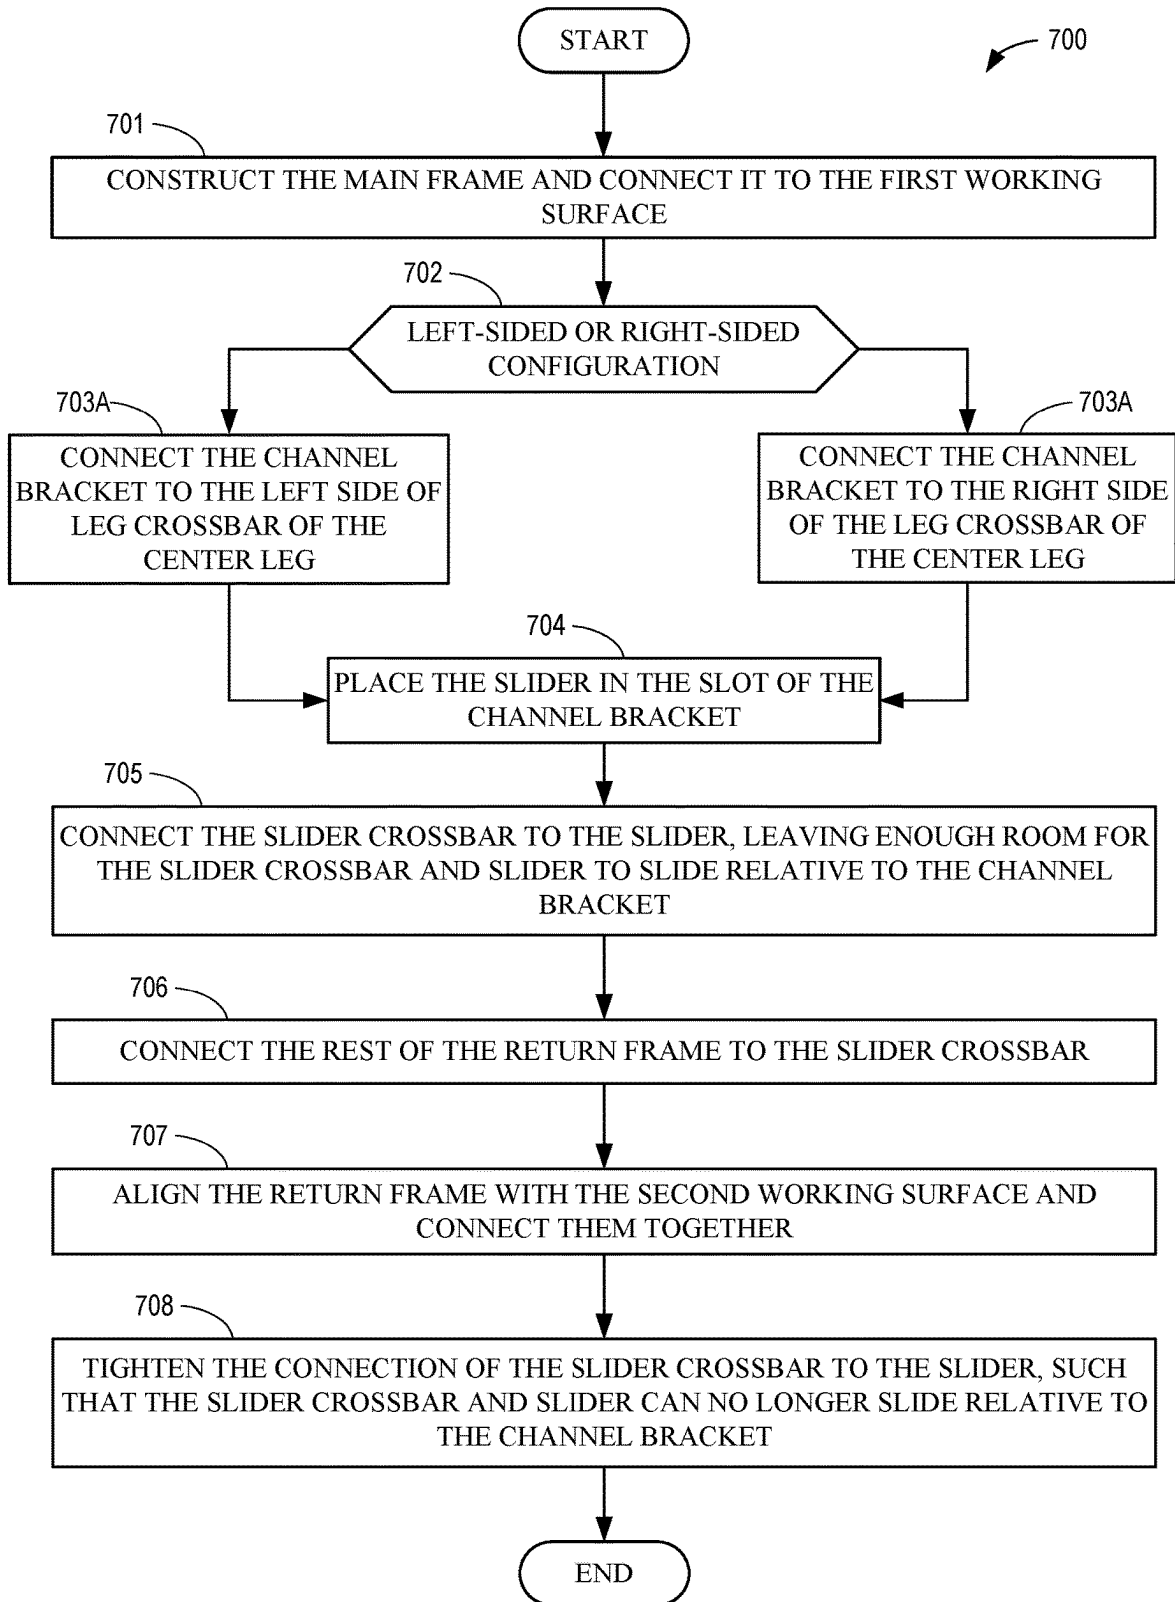 START
700
701
CONSTRUCT THE MAIN FRAME AND CONNECT IT TO THE FIRST WORKING
SURFACE
702
LEFT-SIDED OR RIGHT-SIDED
CONFIGURATION
703A
CONNECT THE CHANNEL
BRACKET TO THE LEFT SIDE OF
LEG CROSSBAR OF THE
CENTER LEG
703A
CONNECT THE CHANNEL
BRACKET TO THE RIGHT SIDE
OF THE LEG CROSSBAR OF
THE CENTER LEG
704
PLACE THE SLIDER IN THE SLOT OF THE
CHANNEL BRACKET
705
CONNECT THE SLIDER CROSSBAR TO THE SLIDER, LEAVING ENOUGH ROOM FOR
THE SLIDER CROSSBAR AND SLIDER TO SLIDE RELATIVE TO THE CHANNEL
BRACKET
706
CONNECT THE REST OF THE RETURN FRAME TO THE SLIDER CROSSBAR
707
ALIGN THE RETURN FRAME WITH THE SECOND WORKING SURFACE AND
CONNECT THEM TOGETHER
708
TIGHTEN THE CONNECTION OF THE SLIDER CROSSBAR TO THE SLIDER, SUCH
THAT THE SLIDER CROSSBAR AND SLIDER CAN NO LONGER SLIDE RELATIVE TO
THE CHANNEL BRACKET
END